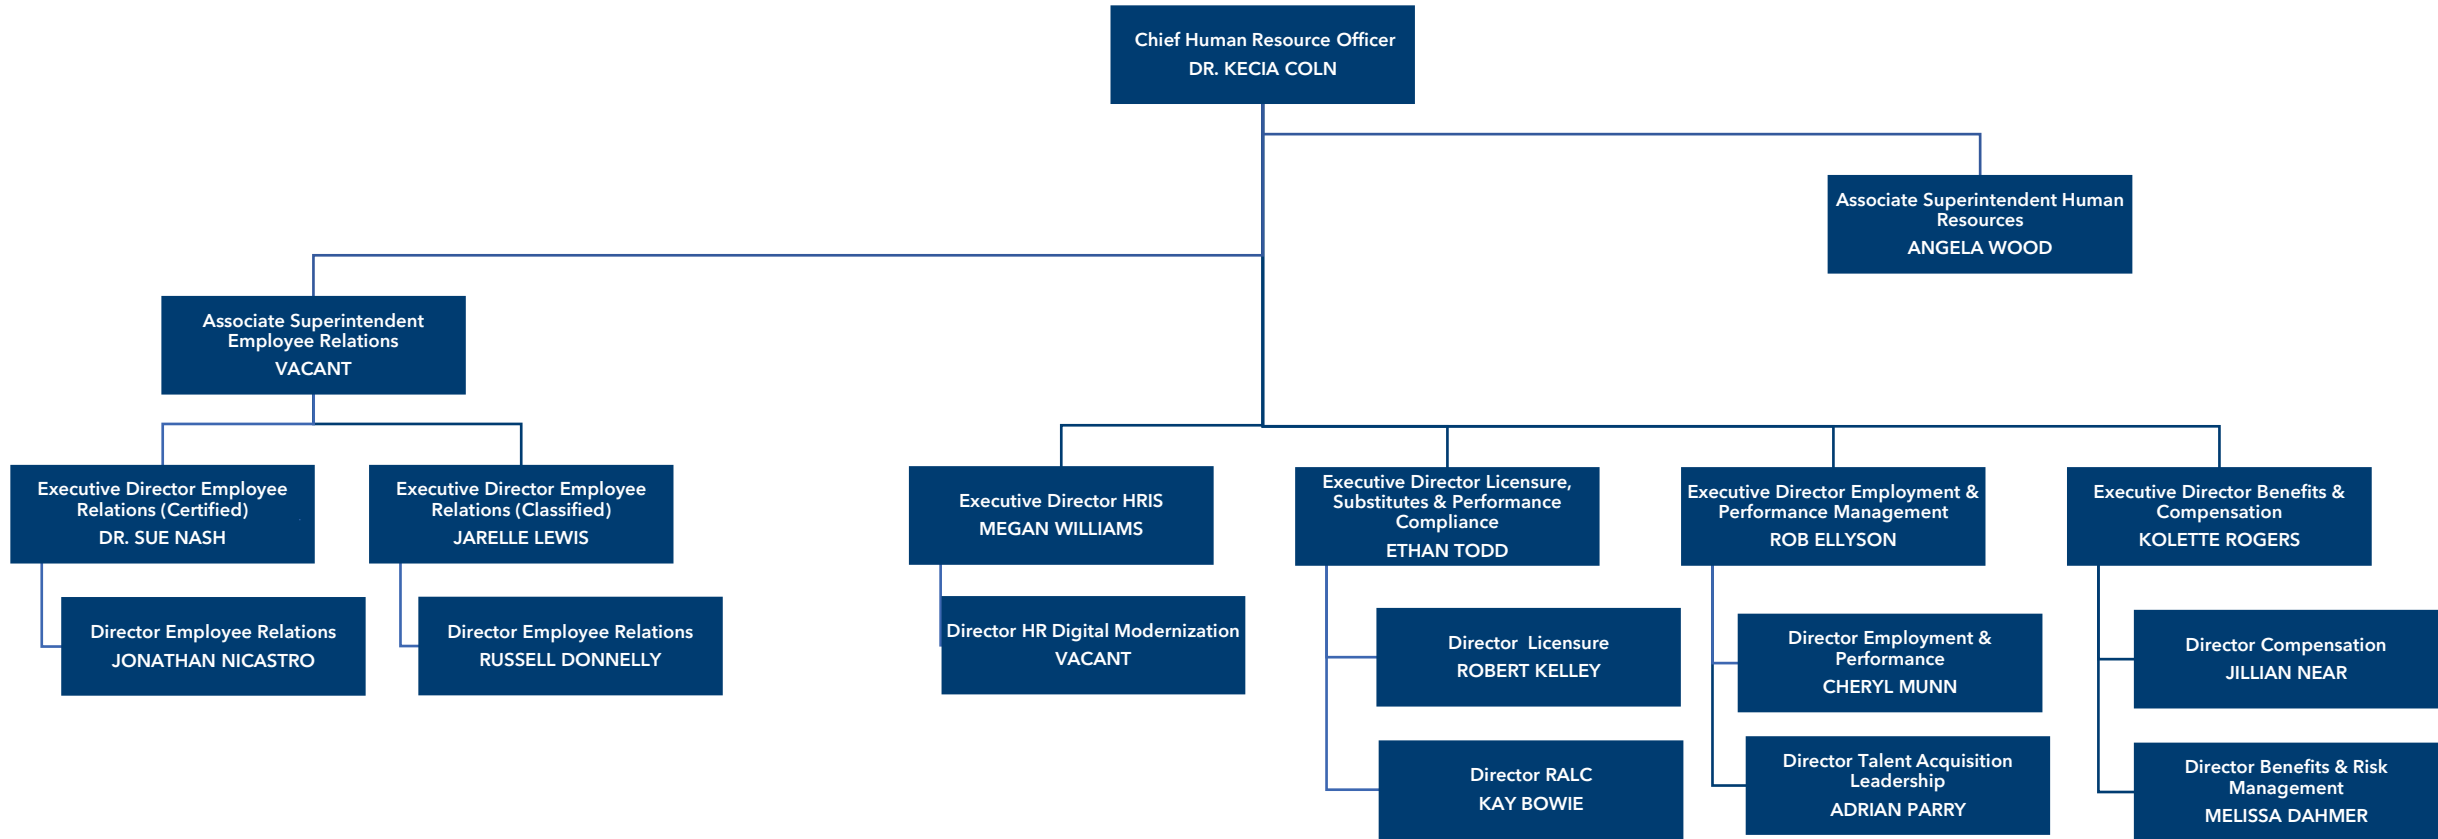 Chief Human Resource Officer
DR. KECIA COLN
Associate Superintendent Human
Resources
ANGELA WOOD
Associate Superintendent
Employee Relations
VACANT
Executive Director Employee
Relations (Certified)
DR. SUE NASH
Executive Director Employee
Relations (Classified)
JARELLE LEWIS
Executive Director HRIS
MEGAN WILLIAMS
Executive Director Licensure,
Substitutes & Performance
Compliance
ETHAN TODD
Executive Director Employment &
Performance Management
ROB ELLYSON
Executive Director Benefits &
Compensation
KOLETTE ROGERS
Director Employee Relations
JONATHAN NICASTRO
Director Employee Relations
RUSSELL DONNELLY
Director HR Digital Modernization
VACANT
Director Licensure
ROBERT KELLEY
Director Employment &
Performance
CHERYL MUNN
Director Compensation
JILLIAN NEAR
Director RALC
KAY BOWIE
Director Talent Acquisition
Leadership
ADRIAN PARRY
Director Benefits & Risk
Management
MELISSA DAHMER